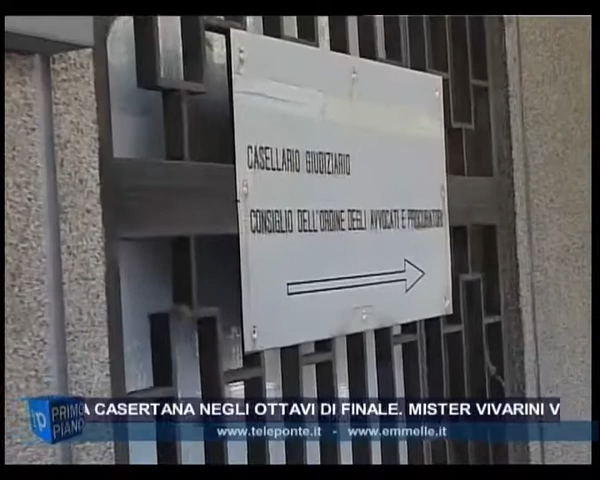 CASELLARIO GIUDIZIARIO
CONSIGLIO DELL'ORDINE DEGLI AVVOCATI E PROCURATORI
A CASERTANA NEGLI OTTAVI DI FINALE. MISTER VIVARINI V
PRIMO
PIANO
www.teleponte.it - www.emmelle.it